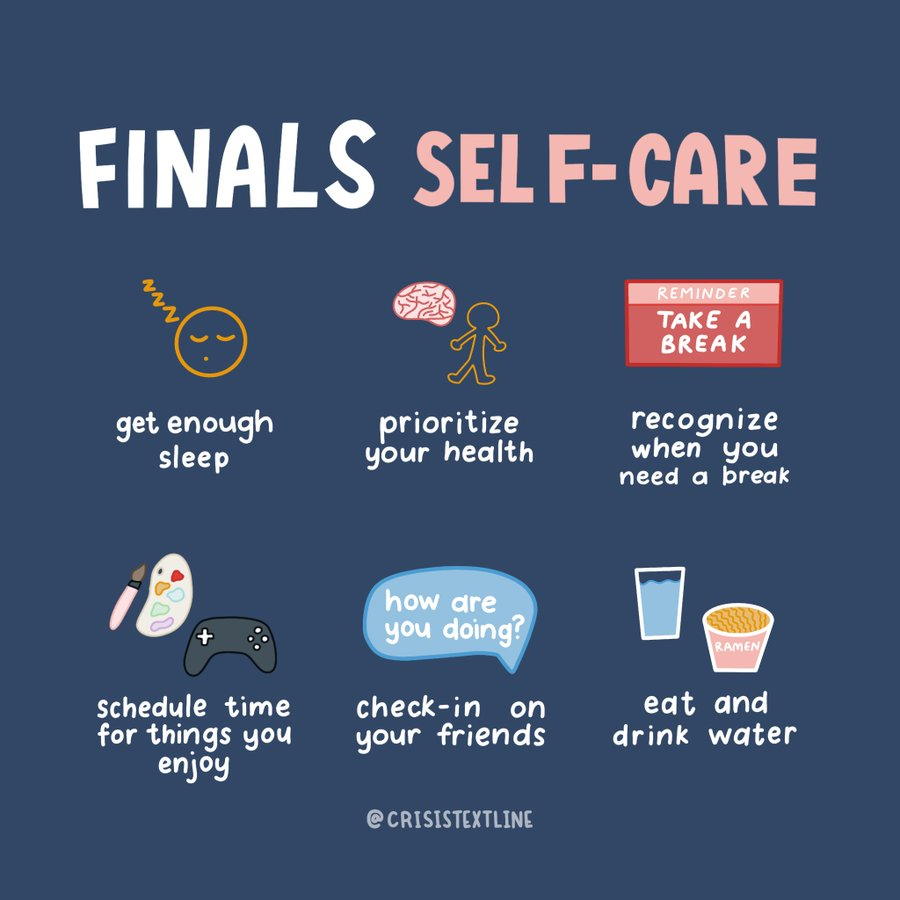 FINALS SELF-CARE
REMINDER
TAKE A
BREAK
get enough
sleep
prioritize
your health
recognize
when you
need a break
how are
you doing?
RAMEN
schedule time
for things you
enjoy
check-in on
your friends
eat and
drink water
@CRISISTEXTLINE